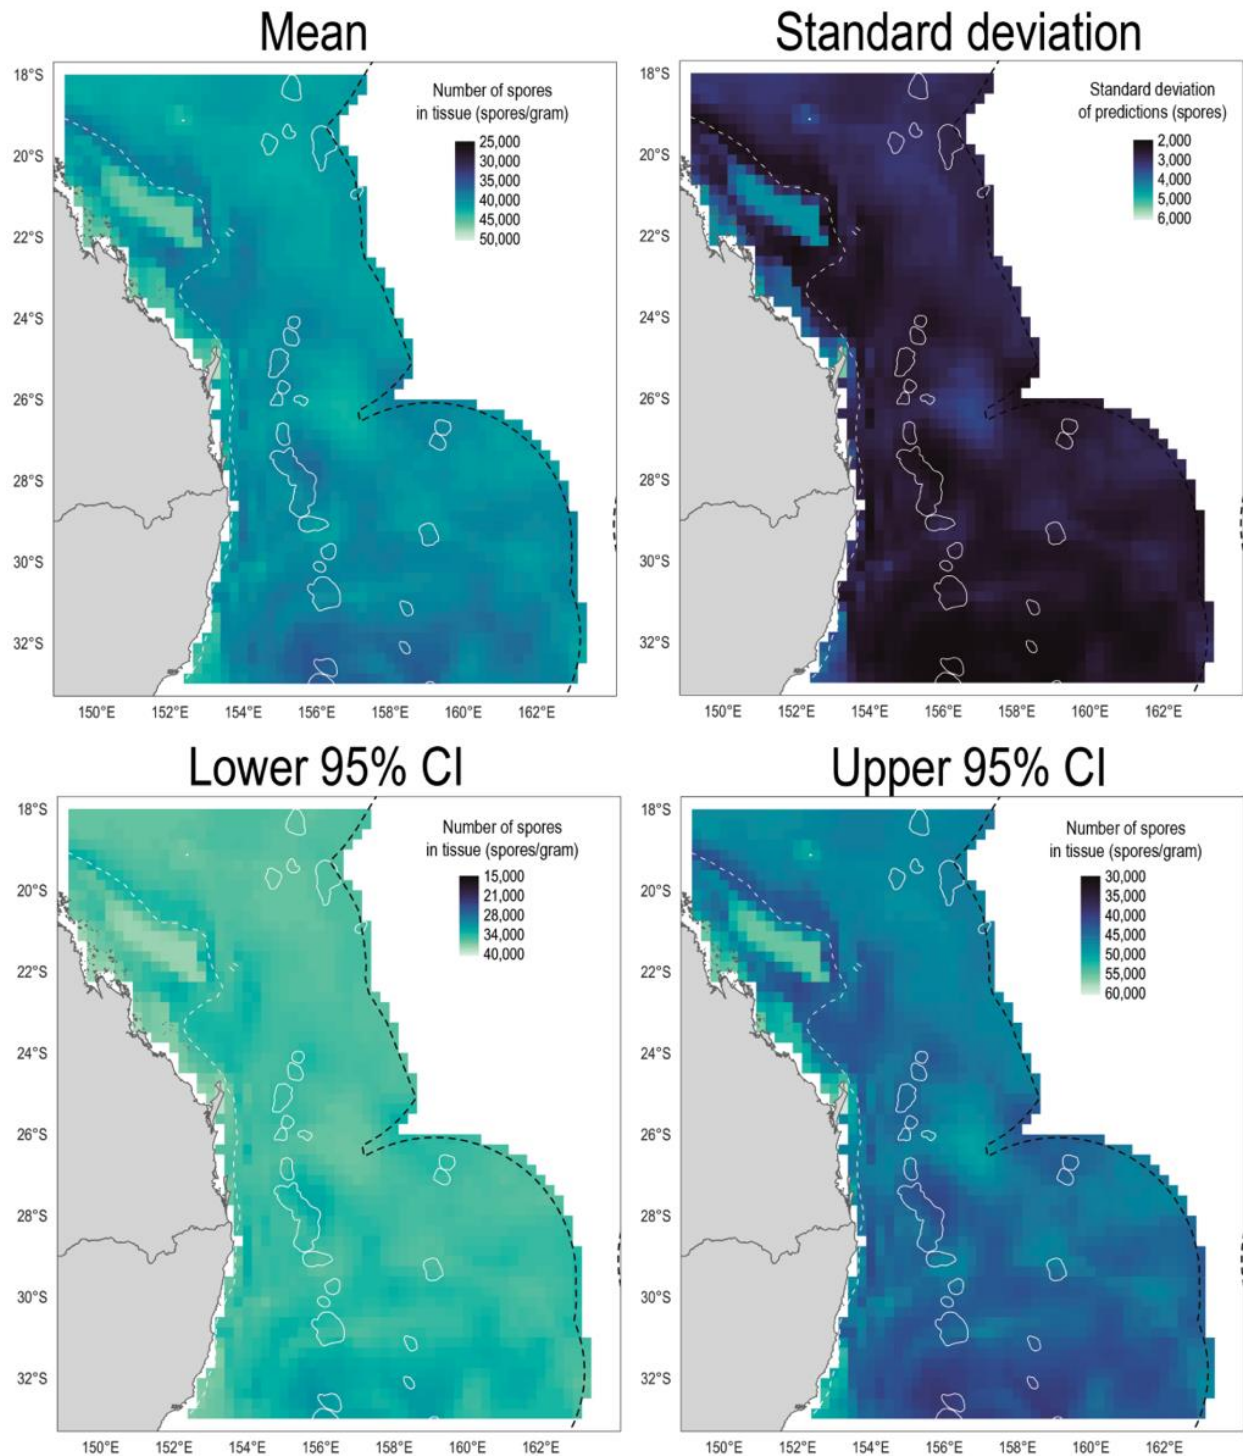 Mean
Standard deviation
18°S
20°S
22°S
24°S
26°S
28°S
30°S
32°S
150°E 152°E 154°E 156°E 158°E 160°E 162°E
Number of spores
in tissue (spores/gram)
25,000
30,000
35,000
40,000
45,000
50,000
18°S
20°S
22°S
24°S
26°S
28°S
30°S
32°S
150°E 152°E 154°E 156°E 158°E 160°E 162°E
Standard deviation
of predictions (spores)
2,000
3,000
4,000
5,000
6,000
Lower 95% CI
Upper 95% CI
18°S
20°S
22°S
24°S
26°S
28°S
30°S
32°S
150°E 152°E 154°E 156°E 158°E 160°E 162°E
Number of spores
in tissue (spores/gram)
15,000
21,000
28,000
34,000
40,000
18°S
20°S
22°S
24°S
26°S
28°S
30°S
32°S
150°E 152°E 154°E 156°E 158°E 160°E 162°E
Number of spores
in tissue (spores/gram)
30,000
35,000
40,000
45,000
50,000
55,000
60,000